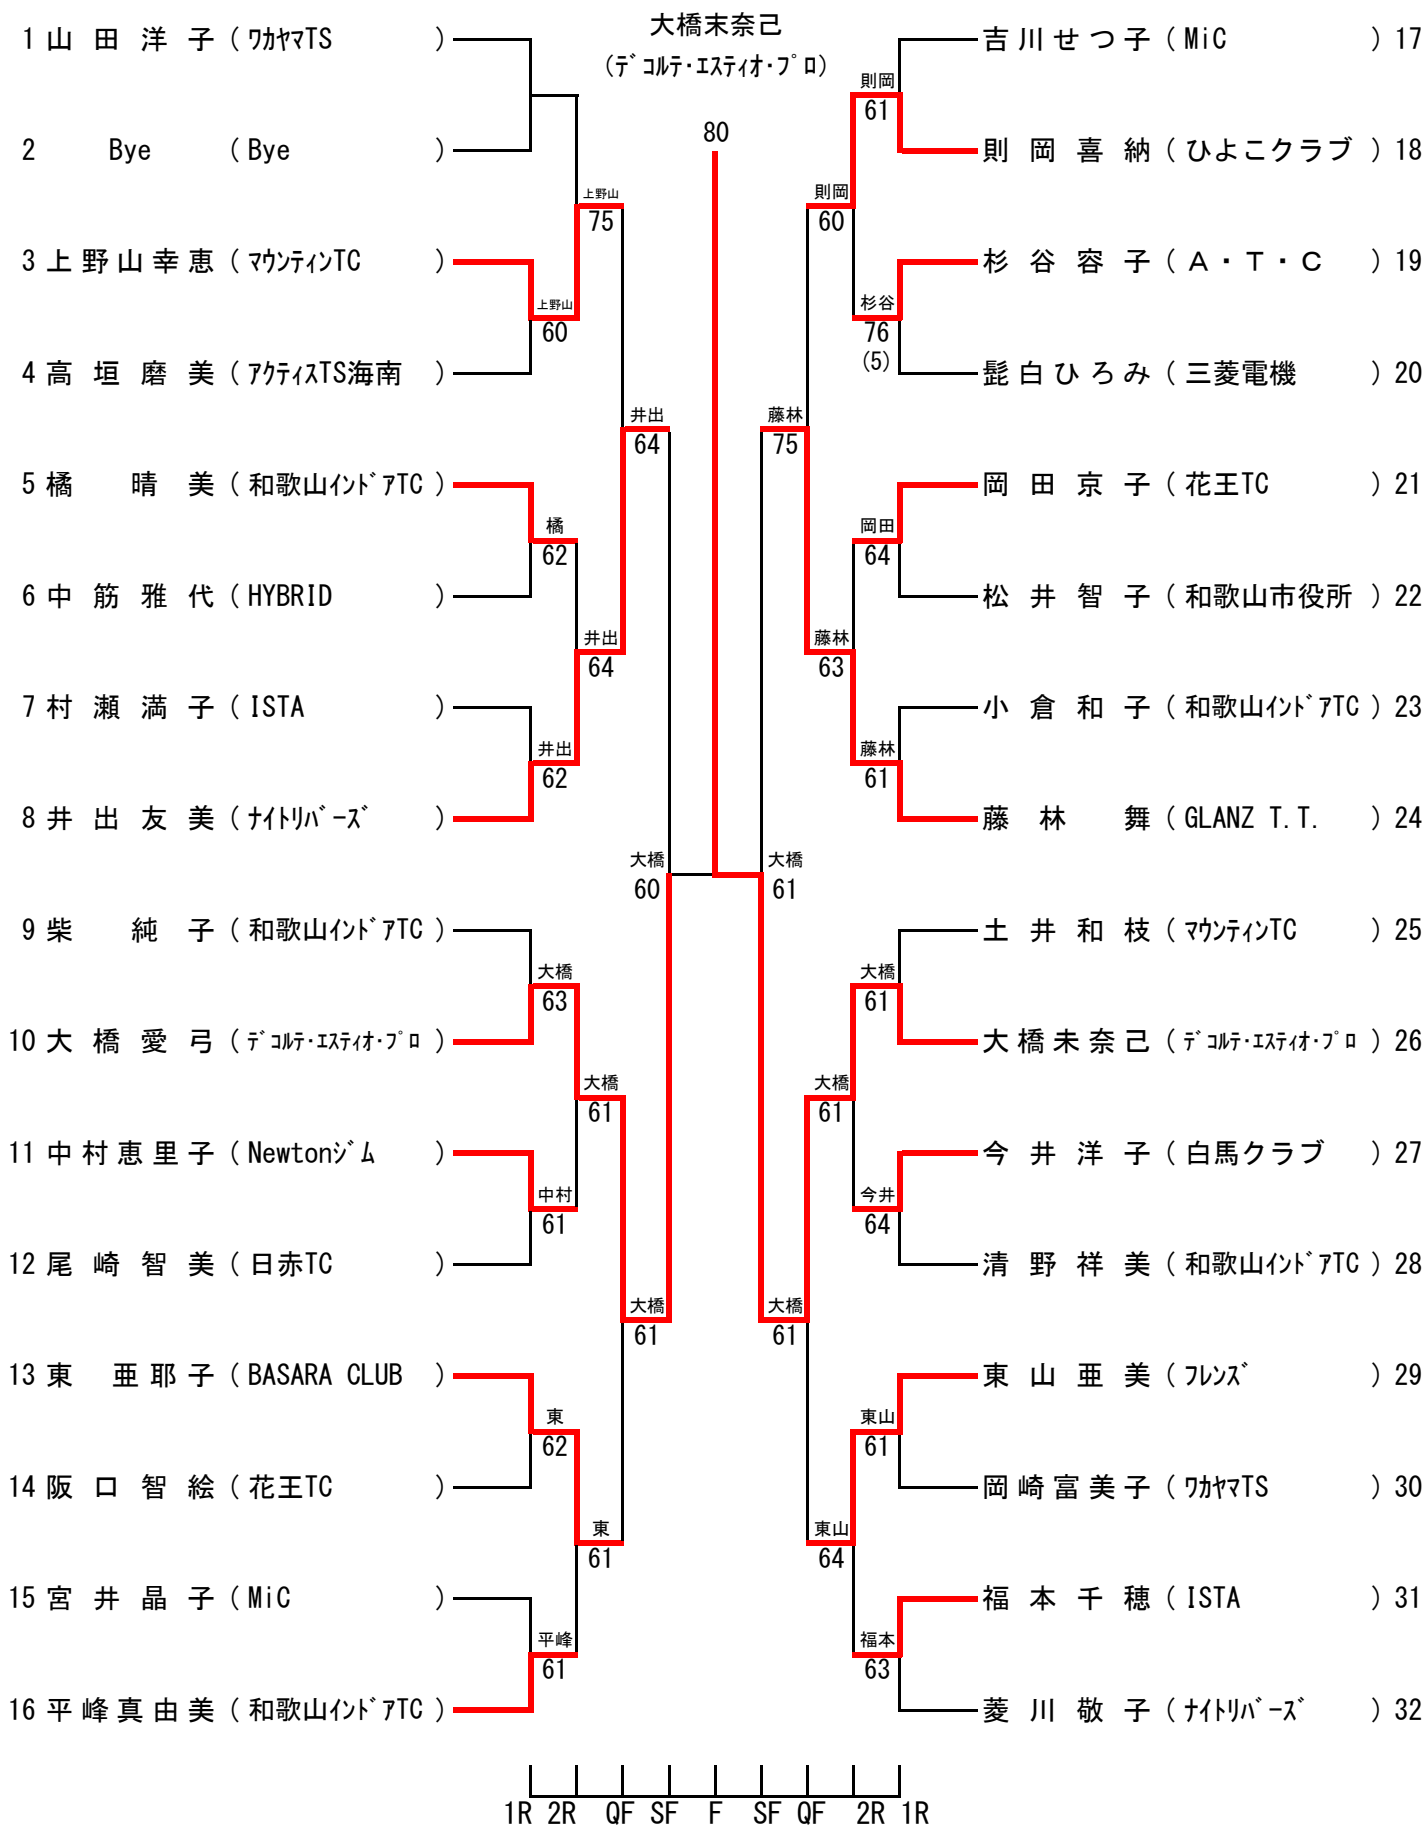 大橋末奈己
(ﾃﾞｺﾙﾃ･ｴｽﾃｨｵ･ﾌﾟﾛ)
80
1 山田洋子 ( ﾜｶﾔﾏTS )
2 Bye ( Bye )
3 上野山幸恵 ( ﾏｳﾝﾃｨﾝTC )
4 高垣磨美 ( ｱｸﾃｨｽTS海南 )
5 橘晴美 ( 和歌山ｲﾝﾄﾞｱTC )
6 中筋雅代 ( HYBRID )
7 村瀬満子 ( ISTA )
8 井出友美 ( ﾅｲﾄﾘﾊﾞｰｽﾞ )
9 柴純子 ( 和歌山ｲﾝﾄﾞｱTC )
10 大橋愛弓 ( ﾃﾞｺﾙﾃ･ｴｽﾃｨｵ･ﾌﾟﾛ )
11 中村恵里子 ( Newtonｼﾞﾑ )
12 尾崎智美 ( 日赤TC )
13 東亜耶子 ( BASARA CLUB )
14 阪口智絵 ( 花王TC )
15 宮井晶子 ( MiC )
16 平峰真由美 ( 和歌山ｲﾝﾄﾞｱTC )
上野山
60
橘
62
井出
62
大橋
63
中村
61
東
62
平峰
61
上野山
75
井出
64
大橋
61
東
61
井出
64
大橋
61
大橋
60
大橋
61
藤林
75
大橋
61
則岡
60
藤林
63
大橋
61
東山
64
則岡
61
杉谷
76
(5)
岡田
64
藤林
61
大橋
61
今井
64
東山
61
福本
63
吉川せつ子 ( MiC ) 17
則岡喜納 ( ひよこクラブ ) 18
杉谷容子 ( Ａ・Ｔ・Ｃ ) 19
髭白ひろみ ( 三菱電機 ) 20
岡田京子 ( 花王TC ) 21
松井智子 ( 和歌山市役所 ) 22
小倉和子 ( 和歌山ｲﾝﾄﾞｱTC ) 23
藤林舞 ( GLANZ T.T. ) 24
土井和枝 ( ﾏｳﾝﾃｨﾝTC ) 25
大橋未奈己 ( ﾃﾞｺﾙﾃ･ｴｽﾃｨｵ･ﾌﾟﾛ ) 26
今井洋子 ( 白馬クラブ ) 27
清野祥美 ( 和歌山ｲﾝﾄﾞｱTC ) 28
東山亜美 ( ﾌﾚﾝｽﾞ ) 29
岡崎富美子 ( ﾜｶﾔﾏTS ) 30
福本千穂 ( ISTA ) 31
菱川敬子 ( ﾅｲﾄﾘﾊﾞｰｽﾞ ) 32
1R 2R QF SF F SF QF 2R 1R